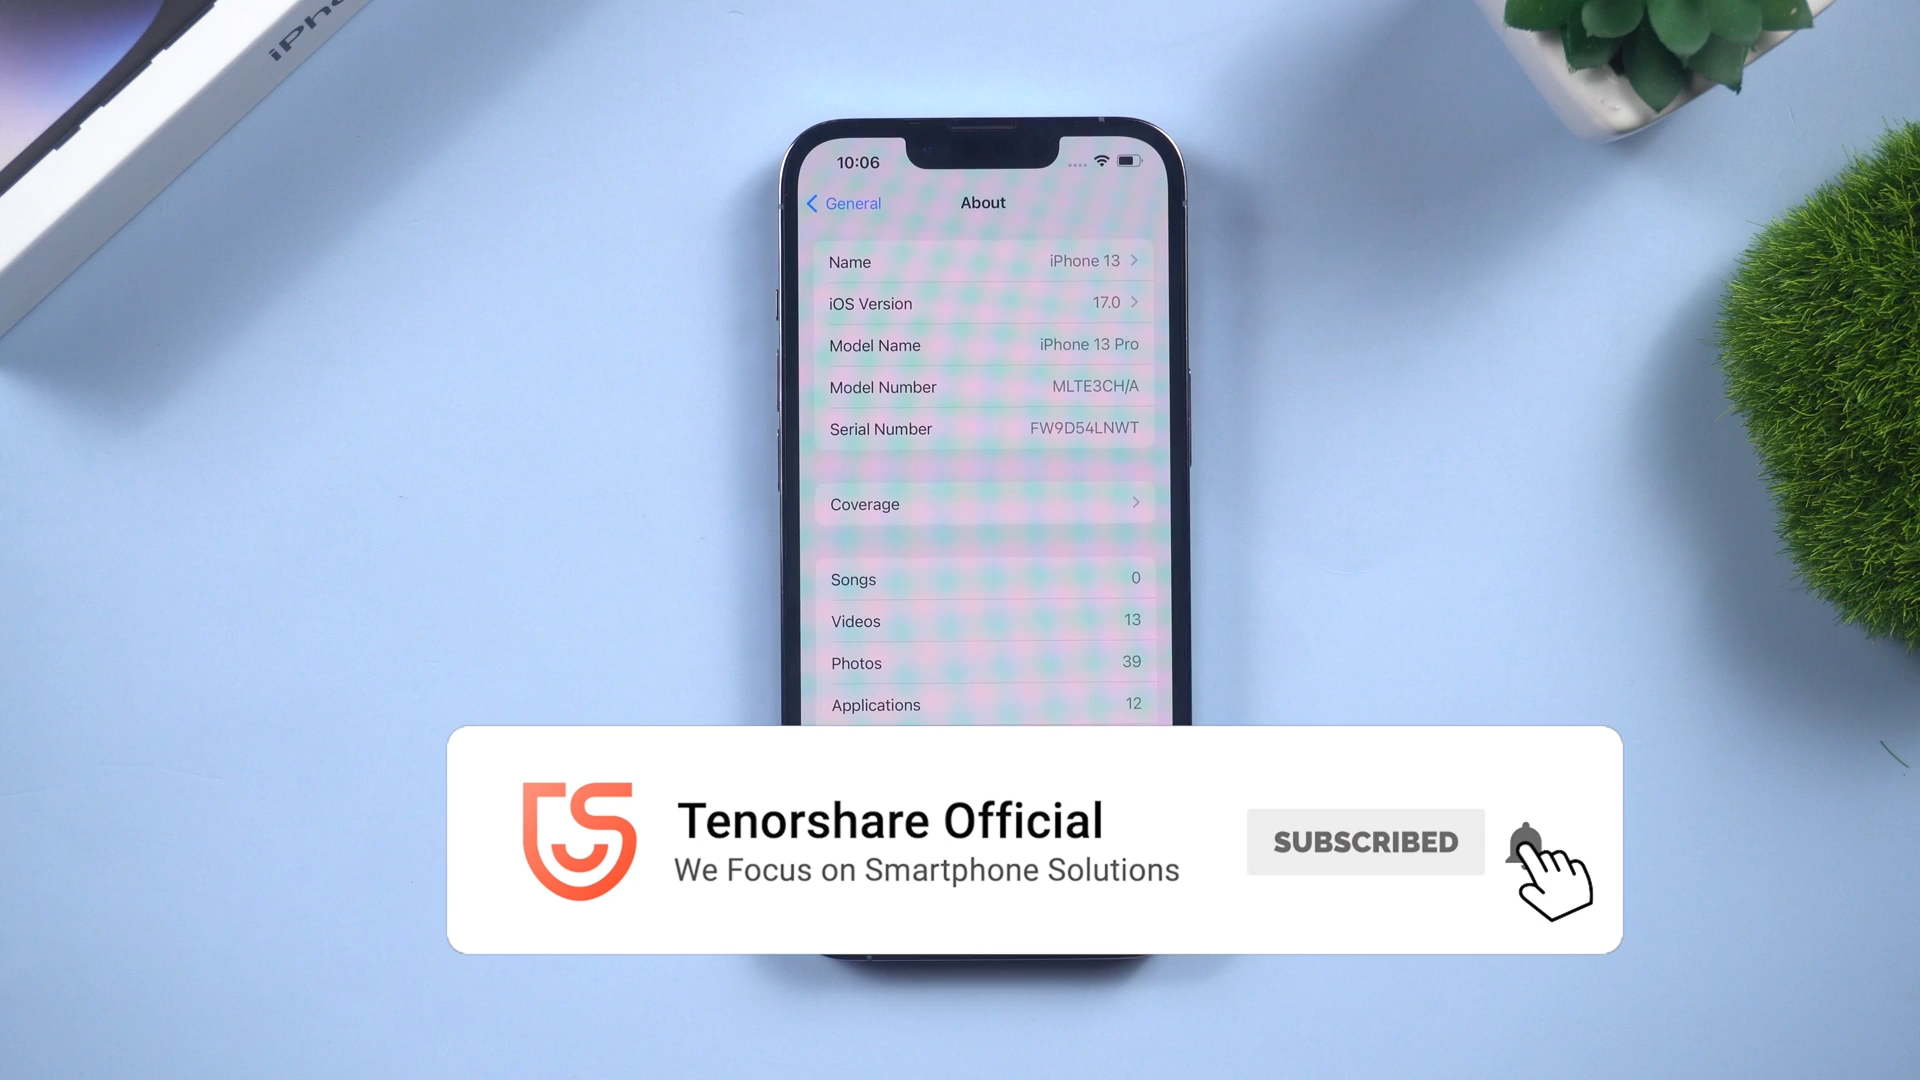 iPho
10:06
General
About
Name
iPhone 13
iOS Version
17.0
Model Name
iPhone 13 Pro
Model Number
MLTE3CH/A
Serial Number
FW9D54LNWT
Coverage
Songs
0
Videos
13
Photos
39
Applications
12
Tenorshare Official
We Focus on Smartphone Solutions
SUBSCRIBED